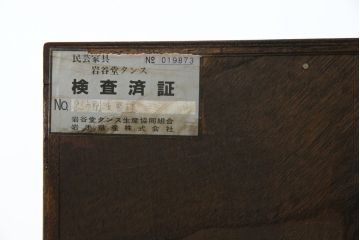 民芸家具 № 019873
岩谷堂タンス
検査済証
No.
岩谷堂タンス生産協同組合
岩手県産株式会社